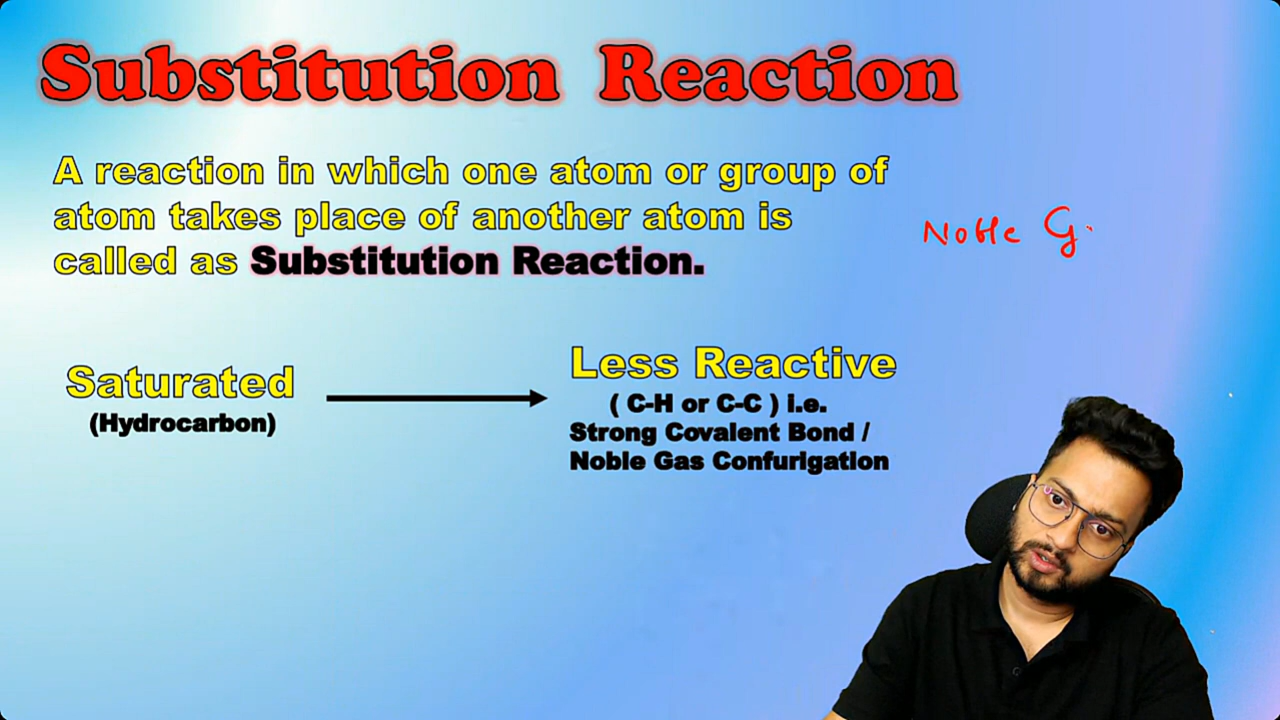 Substitution Reaction
A reaction in which one atom or group of
atom takes place of another atom is
called as Substitution Reaction.
Noble G.
Saturated
(Hydrocarbon)
Less Reactive
( C-H or C-C ) i.e.
Strong Covalent Bond /
Noble Gas Confurigation